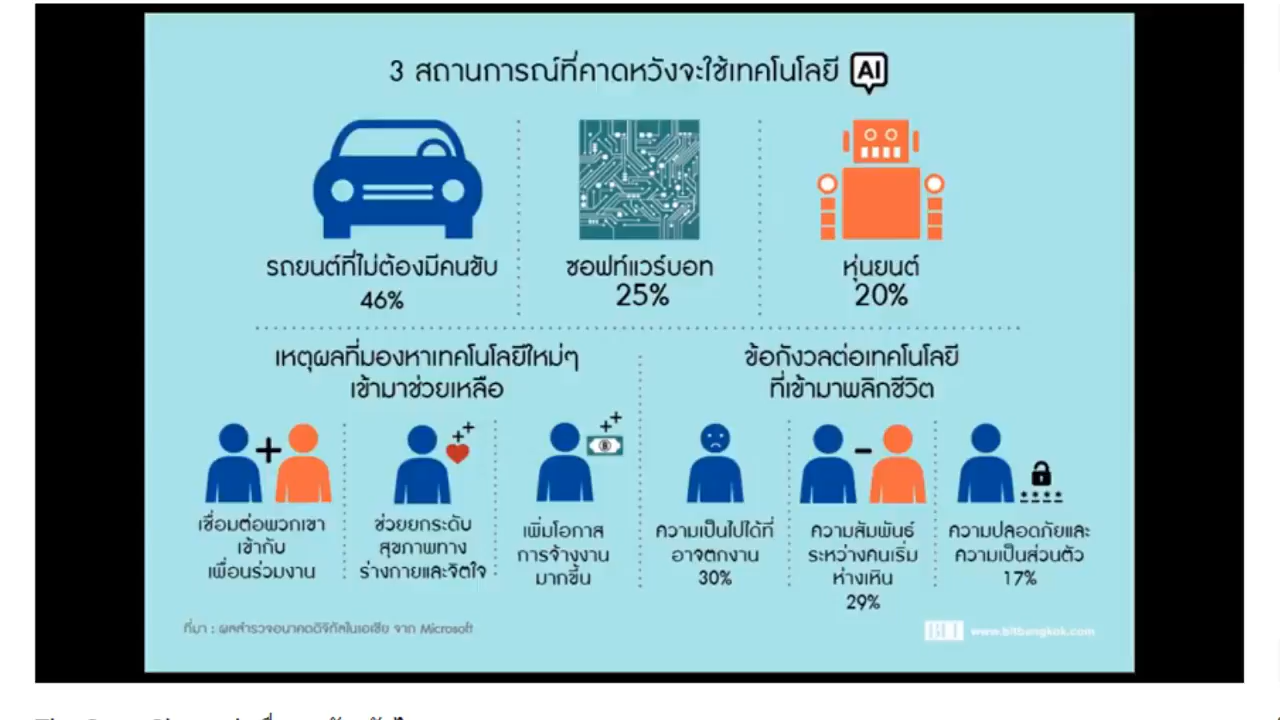 3 สถานการณ์ที่คาดหวังจะใช้เทคโนโลยี AI
รถยนต์ที่ไม่ต้องมีคนขับ
46%
ซอฟท์แวร์บอท
25%
หุ่นยนต์
20%
เหตุผลที่มองหาเทคโนโลยีใหม่ๆ
เข้ามาช่วยเหลือ
เชื่อมต่อพวกเขา
เข้ากับ
เพื่อนร่วมงาน
ช่วยยกระดับ
สุขภาพทาง
ร่างกายและจิตใจ
เพิ่มโอกาส
การจ้างงาน
มากขึ้น
ข้อกังวลต่อเทคโนโลยี
ที่เข้ามาพลิกชีวิต
ความเป็นไปได้ที่
อาจตกงาน
30%
ความสัมพันธ์
ระหว่างคนเริ่ม
ห่างเหิน
29%
ความปลอดภัยและ
ความเป็นส่วนตัว
17%
ที่มา : ผลสำรวจอนาคตดิจิทัลในเอเชีย จาก Microsoft
www.bltbangkok.com